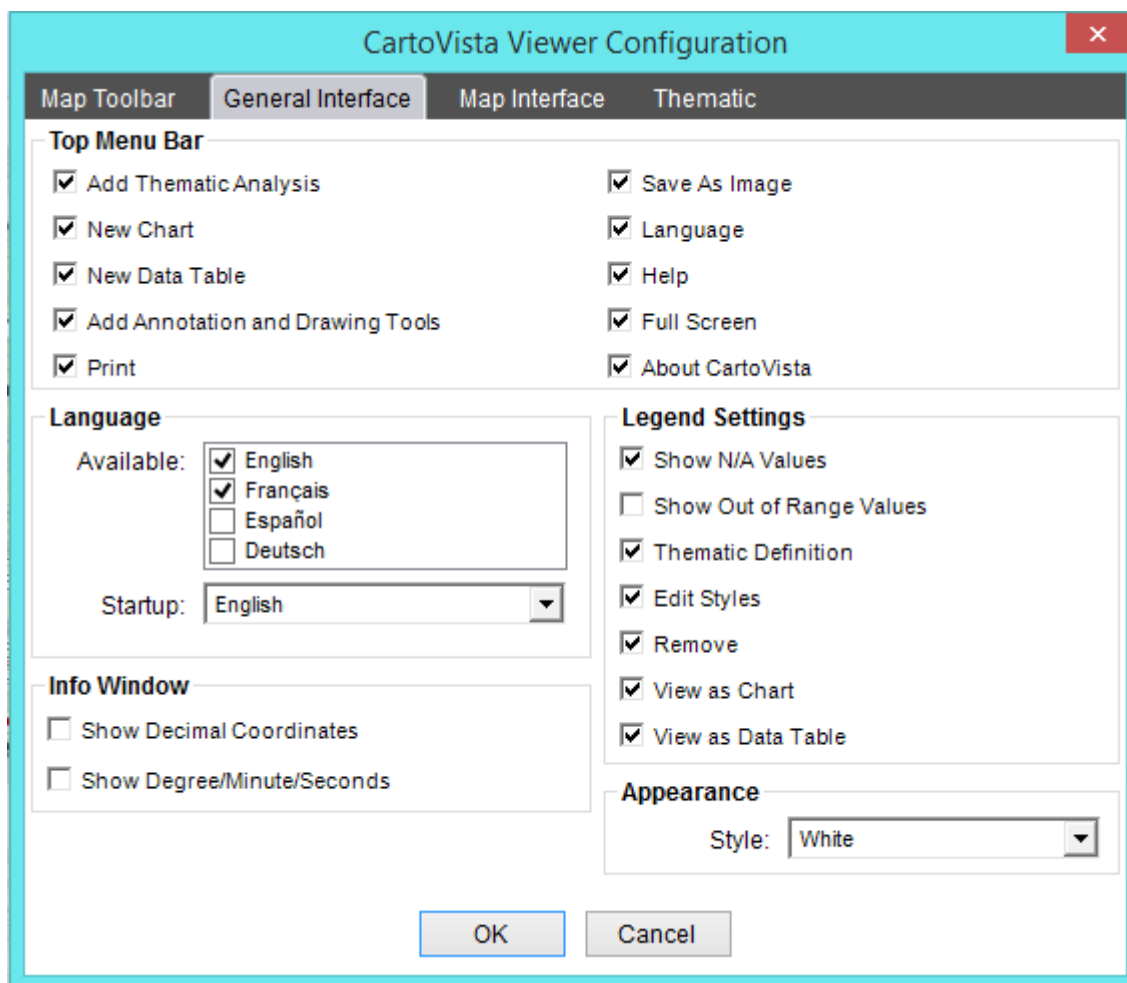 CartoVista Viewer Configuration
Map Toolbar General Interface Map Interface Thematic
Top Menu Bar
Add Thematic Analysis
New Chart
New Data Table
Add Annotation and Drawing Tools
Print
Save As Image
Language
Help
Full Screen
About CartoVista
Language
Available:
English
Français
Español
Deutsch
Startup: English
Info Window
Show Decimal Coordinates
Show Degree/Minute/Seconds
Legend Settings
Show N/A Values
Show Out of Range Values
Thematic Definition
Edit Styles
Remove
View as Chart
View as Data Table
Appearance
Style: White
OK Cancel